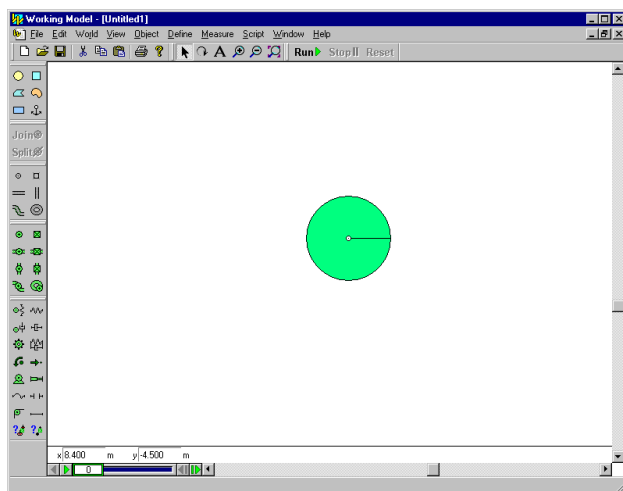 Working Model - [Untitled1]
File Edit World View Object Define Measure Script Window Help
A Run Stop Reset
Join
Split
x 8.400 m y -4.500 m
0